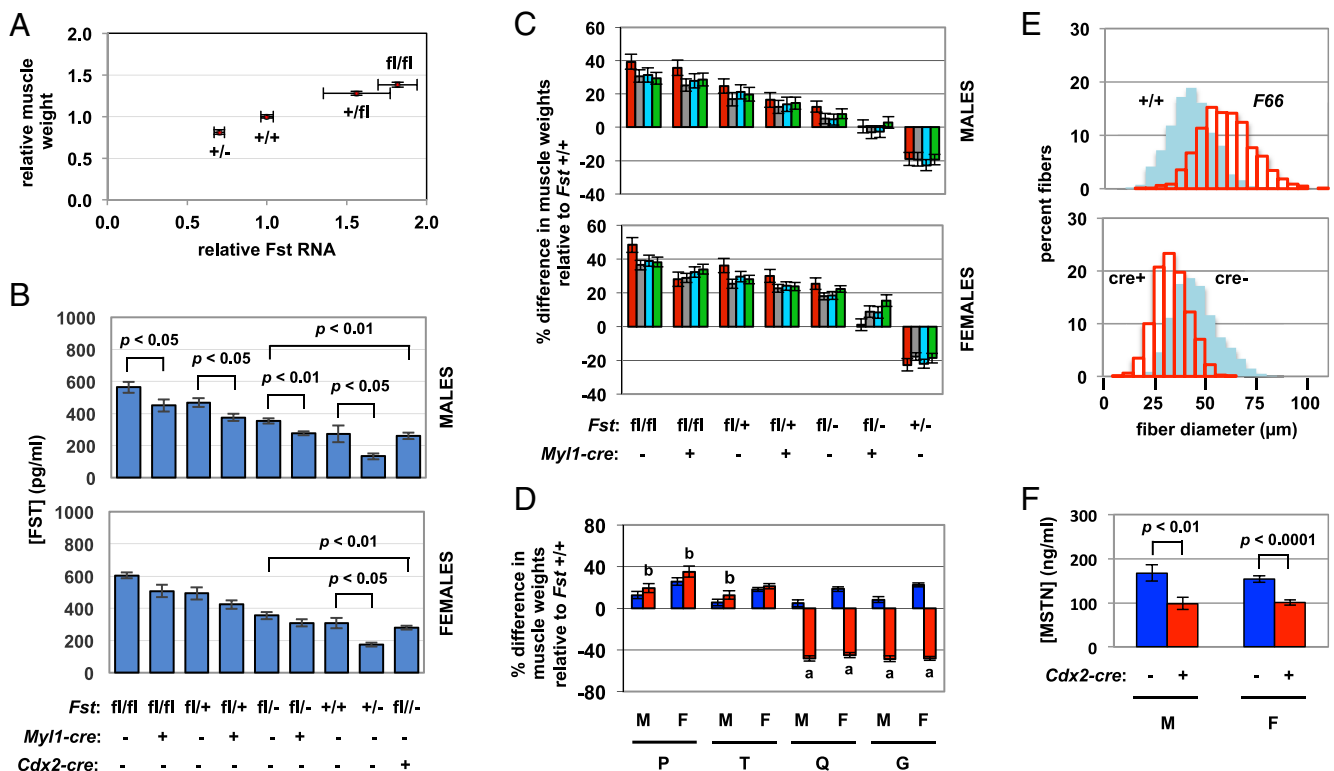 A
2.0
1.5
1.0
0.5
0.0
relative muscle
weight
fl/fl
+/fl
+/+
+/-
0.0 0.5 1.0 1.5 2.0
relative Fst RNA
B
1000
800
600
400
200
0
p < 0.05
p < 0.05
p < 0.01
p < 0.01
p < 0.05
MALES
[FST] (pg/ml)
1000
800
600
400
200
0
p < 0.01
p < 0.05
FEMALES
Fst: fl/fl fl/fl fl/+ fl/+ fl/- fl/- +/+ +/- fl//-
Myl1-cre: - + - + - + - - -
Cdx2-cre: - - - - - - - - +
C
60
40
20
0
-20
-40
MALES
% difference in muscle weights
relative to Fst +/+
60
40
20
0
-20
-40
FEMALES
Fst: fl/fl fl/fl fl/+ fl/+ fl/- fl/- +/-
Myl1-cre: - + - + - + -
D
80
40
0
-40
-80
% difference in
muscle weights
relative to Fst +/+
b b b
a a a a
M F M F M F M F
P T Q G
E
30
20
10
0
+/+ F66
percent fibers
30
20
10
0
cre+ cre-
0 25 50 75 100
fiber diameter (µm)
F
300
200
100
0
[MSTN] (ng/ml)
p < 0.01
p < 0.0001
Cdx2-cre: - + - +
M F